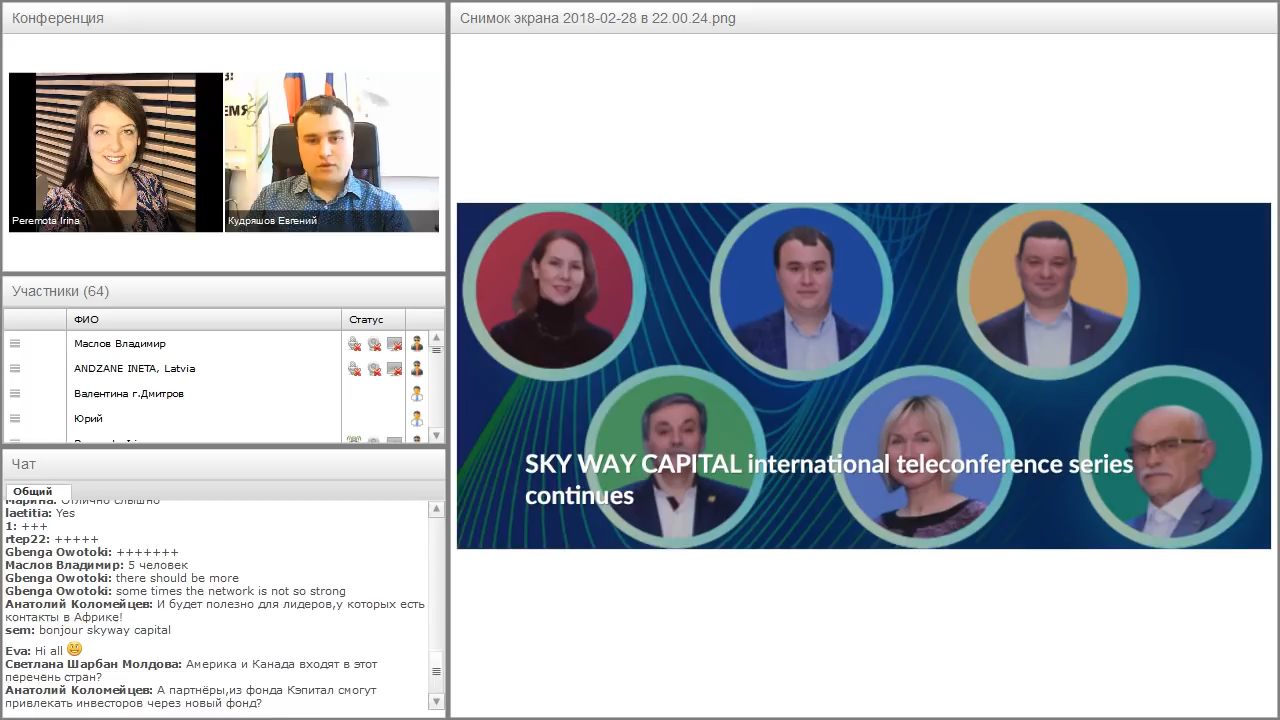 Конференция
Снимок экрана 2018-02-28 в 22.00.24.png
ЕМЯ
Peremota Irina
Кудряшов Евгений
Участники (64)
ФИО
Статус
Маслов Владимир
ANDZANE INETA, Latvia
Валентина г.Дмитров
Юрий
SKY WAY CAPITAL international teleconference series
continues
Чат
Общий
Марина: Отлично слышно
laetitia: Yes
1: +++
rtep22: +++++
Gbenga Owotoki: +++++++
Маслов Владимир: 5 человек
Gbenga Owotoki: there should be more
Gbenga Owotoki: some times the network is not so strong
Анатолий Коломейцев: И будет полезно для лидеров,у которых есть
контакты в Африке!
sem: bonjour skyway capital
Eva: Hi all
Светлана Шарбан Молдова: Америка и Канада входят в этот
перечень стран?
Анатолий Коломейцев: А партнёры,из фонда Кэпитал смогут
привлекать инвесторов через новый фонд?